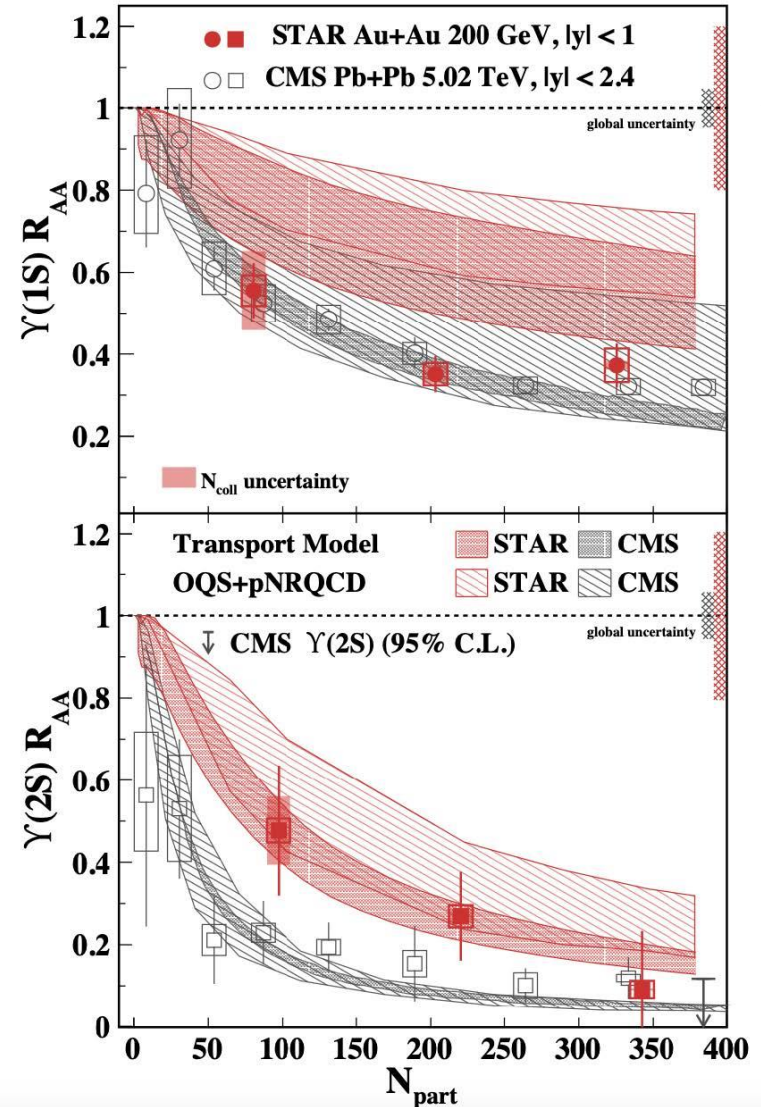 1.2
STAR Au+Au 200 GeV, |y| < 1
CMS Pb+Pb 5.02 TeV, |y| < 2.4
1
global uncertainty
0.8
ϒ(1S) R_AA
0.6
0.4
0.2
N_coll uncertainty
1.2
Transport Model STAR CMS
OQS+pNRQCD STAR CMS
1
global uncertainty
CMS ϒ(2S) (95% C.L.)
0.8
ϒ(2S) R_AA
0.6
0.4
0.2
0
0 50 100 150 200 250 300 350 400
N_part